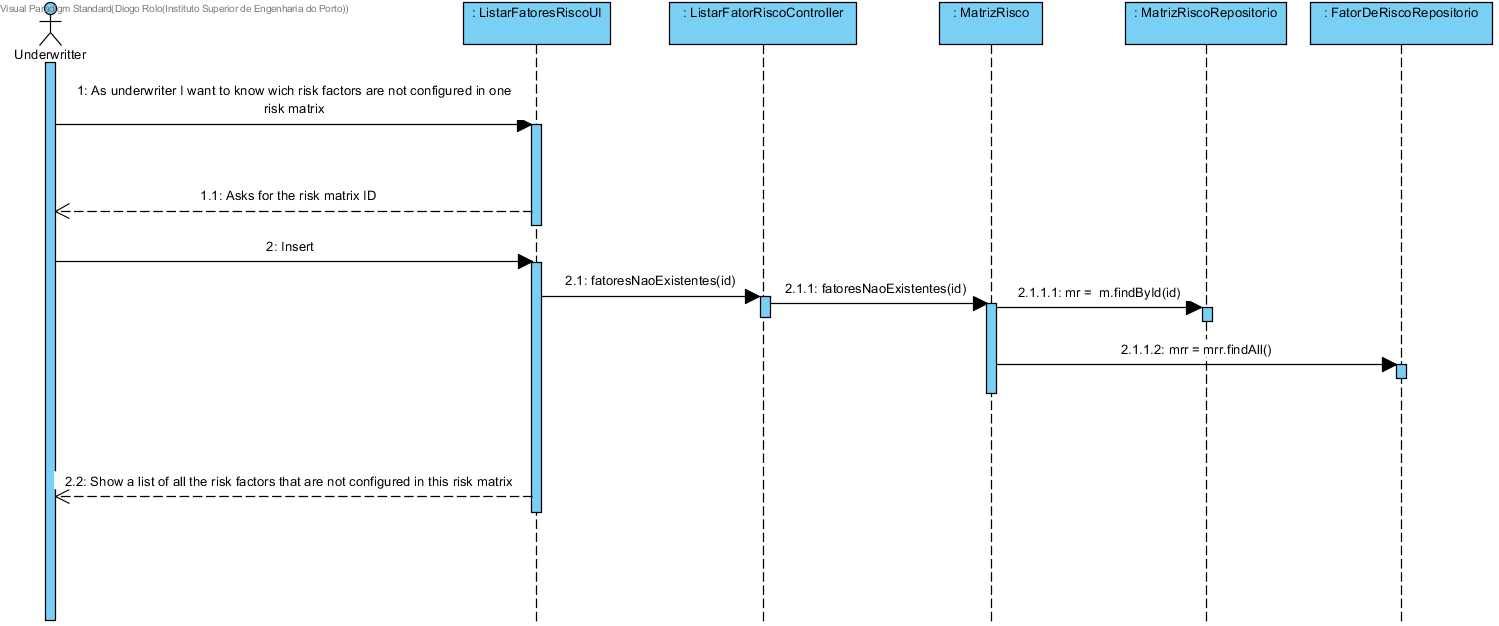 Visual Paradigm Standard(Diogo Rolo(Instituto Superior de Engenharia do Porto))
Underwritter
: ListarFatoresRiscoUI
: ListarFatorRiscoController
: MatrizRisco
: MatrizRiscoRepositorio
: FatorDeRiscoRepositorio
1: As underwriter I want to know wich risk factors are not configured in one
risk matrix
1.1: Asks for the risk matrix ID
2: Insert
2.1: fatoresNaoExistentes(id)
2.1.1: fatoresNaoExistentes(id)
2.1.1.1: mr =  m.findById(id)
2.1.1.2: mrr = mrr.findAll()
2.2: Show a list of all the risk factors that are not configured in this risk matrix